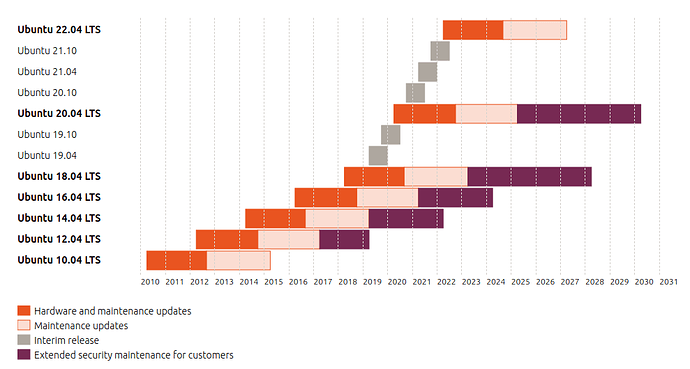 Ubuntu 22.04 LTS
Ubuntu 21.10
Ubuntu 21.04
Ubuntu 20.10
Ubuntu 20.04 LTS
Ubuntu 19.10
Ubuntu 19.04
Ubuntu 18.04 LTS
Ubuntu 16.04 LTS
Ubuntu 14.04 LTS
Ubuntu 12.04 LTS
Ubuntu 10.04 LTS
2010 2011 2012 2013 2014 2015 2016 2017 2018 2019 2020 2021 2022 2023 2024 2025 2026 2027 2028 2029 2030 2031
Hardware and maintenance updates
Maintenance updates
Interim release
Extended security maintenance for customers